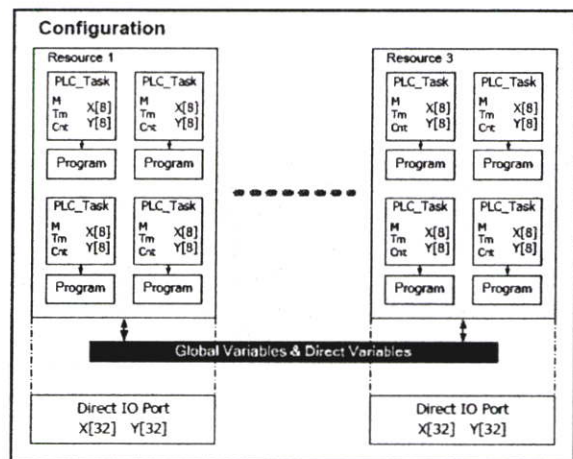 Configuration
Resource 1
Resource 3
PLC_Task
PLC_Task
PLC_Task
PLC_Task
M
Tm
Cnt
X[8]
Y[8]
M
Tm
Cnt
X[8]
Y[8]
M
Tm
Cnt
X[8]
Y[8]
M
Tm
Cnt
X[8]
Y[8]
Program
Program
Program
Program
PLC_Task
PLC_Task
PLC_Task
PLC_Task
M
Tm
Cnt
X[8]
Y[8]
M
Tm
Cnt
X[8]
Y[8]
M
Tm
Cnt
X[8]
Y[8]
M
Tm
Cnt
X[8]
Y[8]
Program
Program
Program
Program
Global Variables & Direct Variables
Direct IO Port
X[32] Y[32]
Direct IO Port
X[32] Y[32]